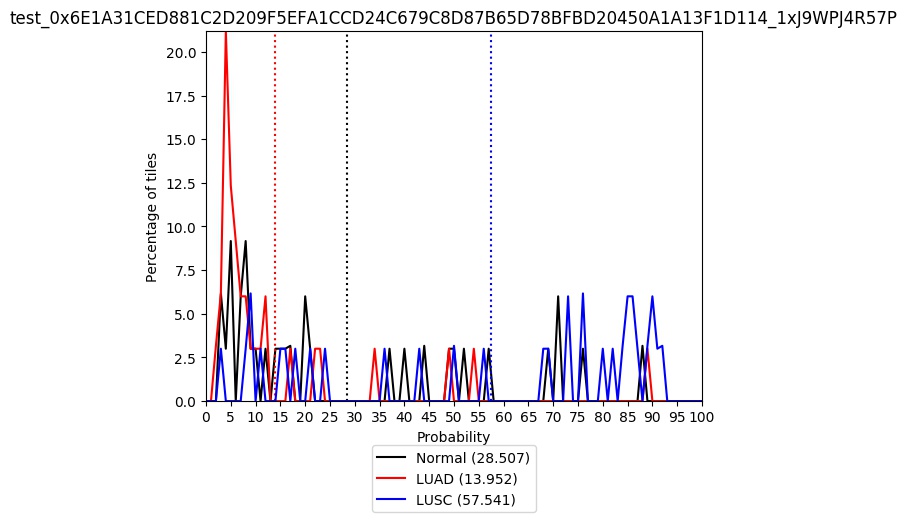 test_0x6E1A31CED881C2D209F5EFA1CCD24C679C8D87B65D78BFBD20450A1A13F1D114_1xJ9WPJ4R57P
20.0
17.5
15.0
12.5
10.0
7.5
5.0
2.5
0.0
Percentage of tiles
0 5 10 15 20 25 30 35 40 45 50 55 60 65 70 75 80 85 90 95 100
Probability
Normal (28.507)
LUAD (13.952)
LUSC (57.541)